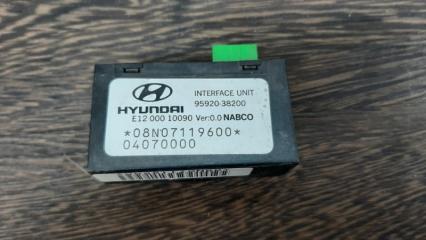 HYUNDAI
INTERFACE UNIT
95920-38200
E12 000 10090 Ver:0.0 NABCO
*08N07119600*
04070000